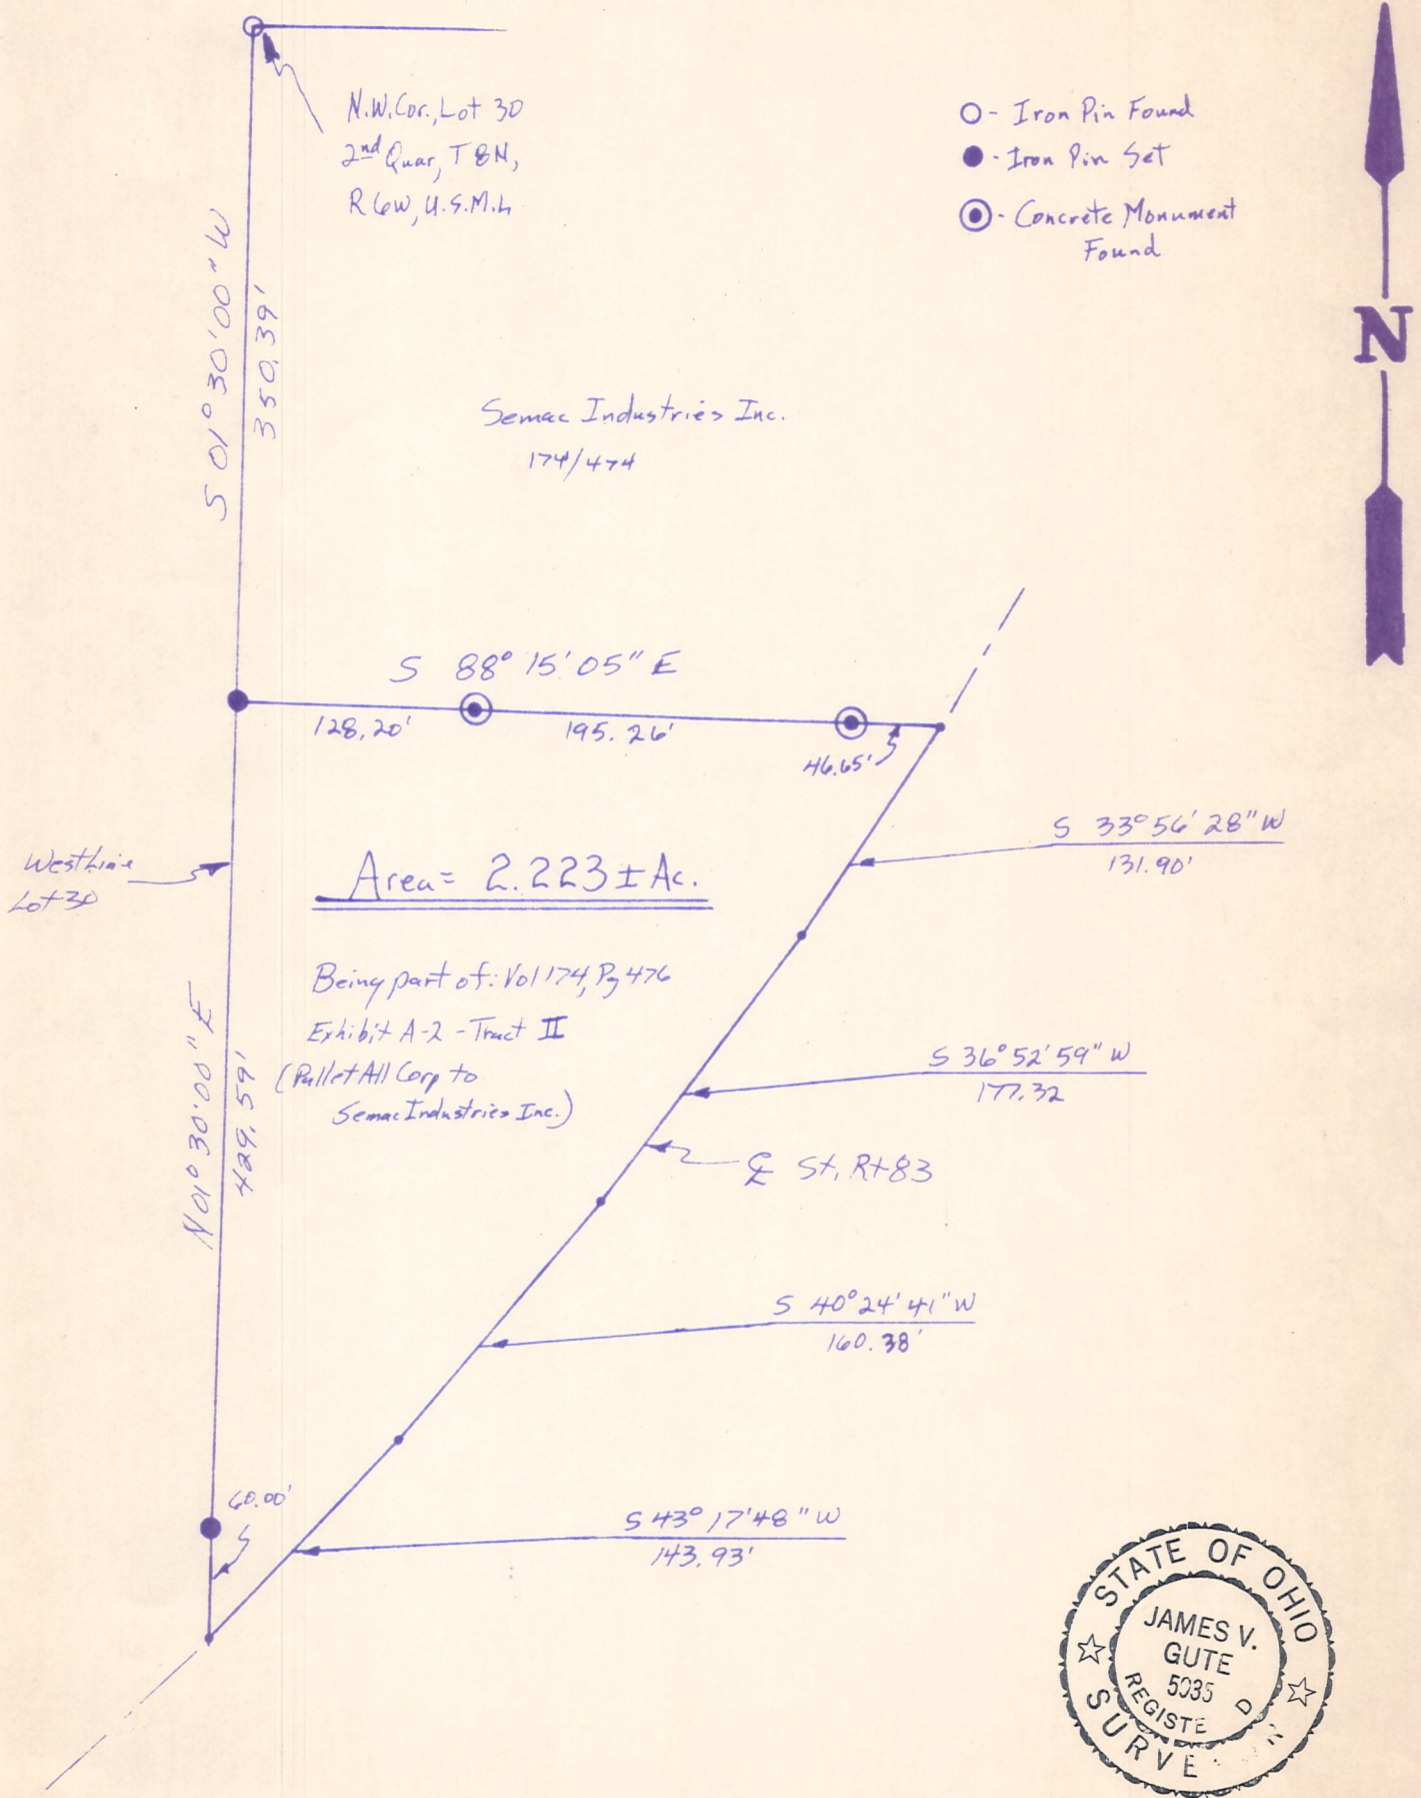 N.W.Cor., Lot 30
2nd Quar, T 8N,
R 6W, U.S.M.L
O - Iron Pin Found
● - Iron Pin Set
◉ - Concrete Monument
Found
N
S 01° 30' 00" W
350.39'
Semac Industries Inc.
174/474
S 88° 15' 05" E
128.20'
195.26'
46.65'
S 33° 56' 28" W
131.90'
West Line
Lot 30
Area = 2.223 ± Ac.
Being part of: Vol 174, Pg 476
Exhibit A-2 - Tract II
(Pallet All Corp to
Semac Industries Inc.)
N 01° 30' 00" E
429.59'
S 36° 52' 59" W
177.32
℄ St. Rt 83
S 40° 24' 41" W
160.38'
60.00'
S 43° 17' 48" W
143.93'
STATE OF OHIO
JAMES V.
GUTE
5035
REGISTE D
SURVE